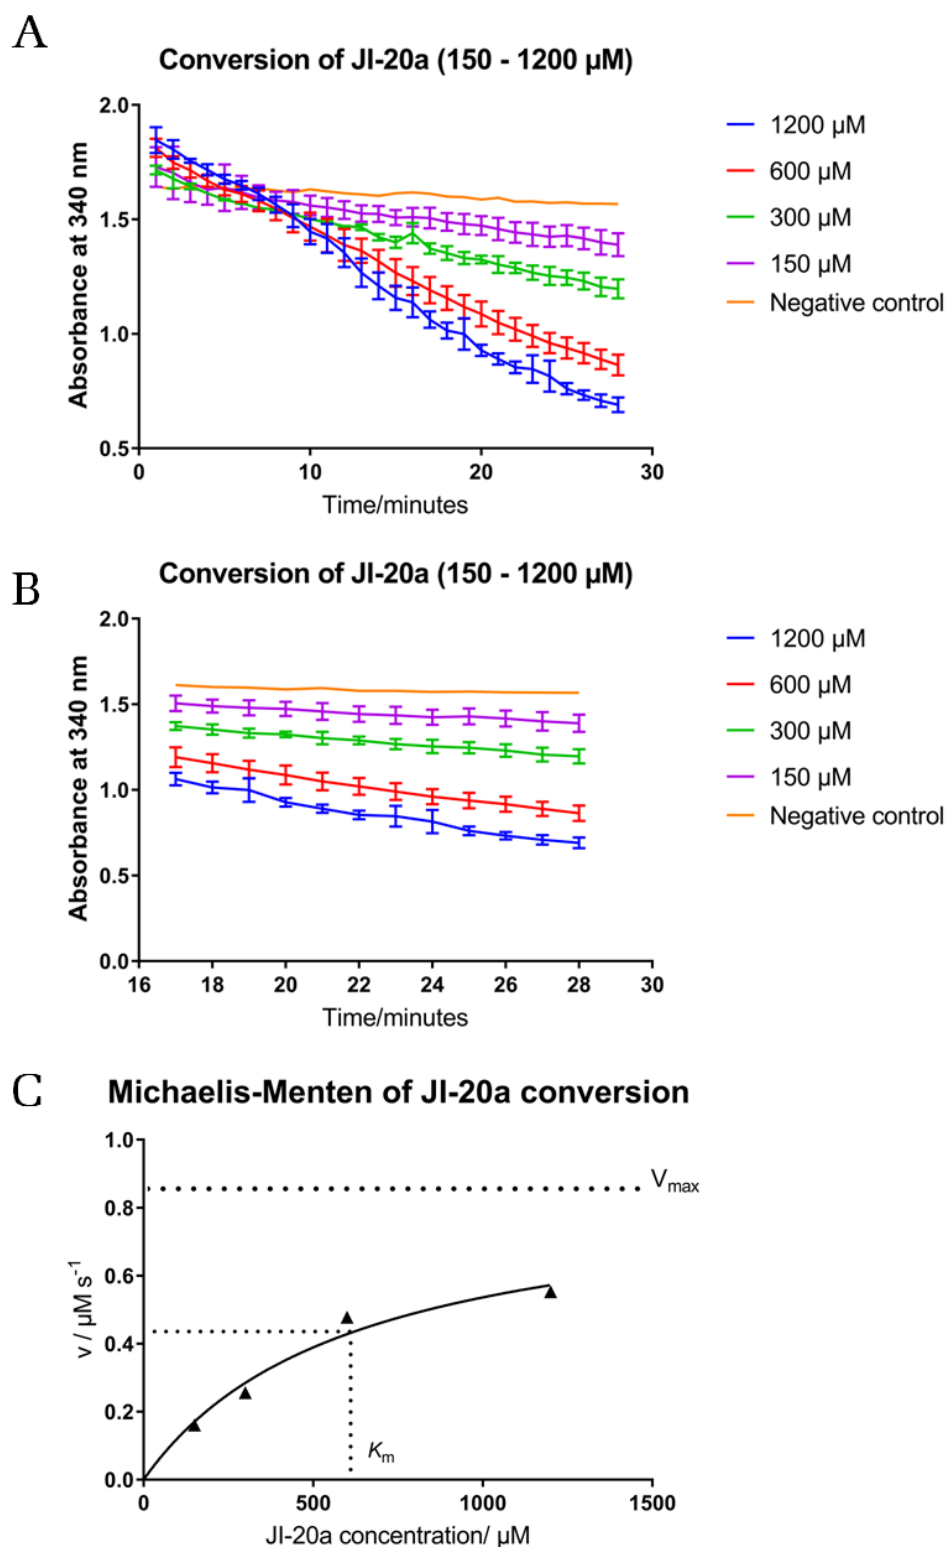 A
Conversion of JI-20a (150 - 1200 µM)
Absorbance at 340 nm
2.0
1.5
1.0
0.5
0
10
20
30
Time/minutes
1200 µM
600 µM
300 µM
150 µM
Negative control
B
Conversion of JI-20a (150 - 1200 µM)
Absorbance at 340 nm
2.0
1.5
1.0
0.5
0.0
16
18
20
22
24
26
28
30
Time/minutes
1200 µM
600 µM
300 µM
150 µM
Negative control
C
Michaelis-Menten of JI-20a conversion
v / µM s⁻¹
1.0
0.8
0.6
0.4
0.2
0.0
Vmax
Km
0
500
1000
1500
JI-20a concentration/ µM